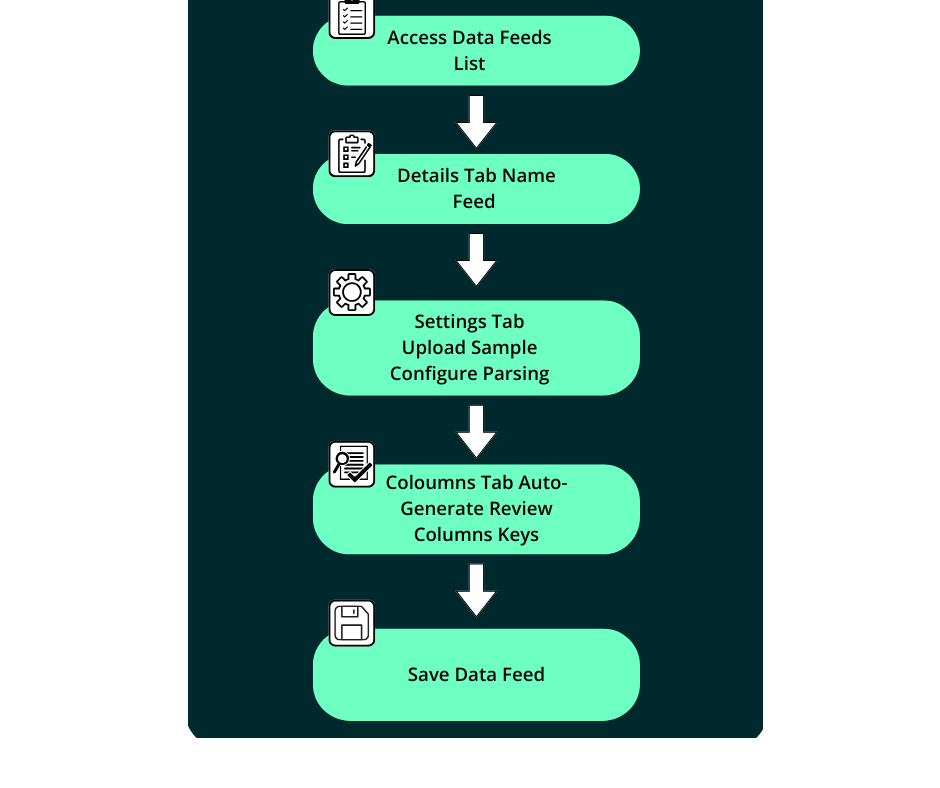 Access Data Feeds
List
Details Tab Name
Feed
Settings Tab
Upload Sample
Configure Parsing
Coloumns Tab Auto-
Generate Review
Columns Keys
Save Data Feed